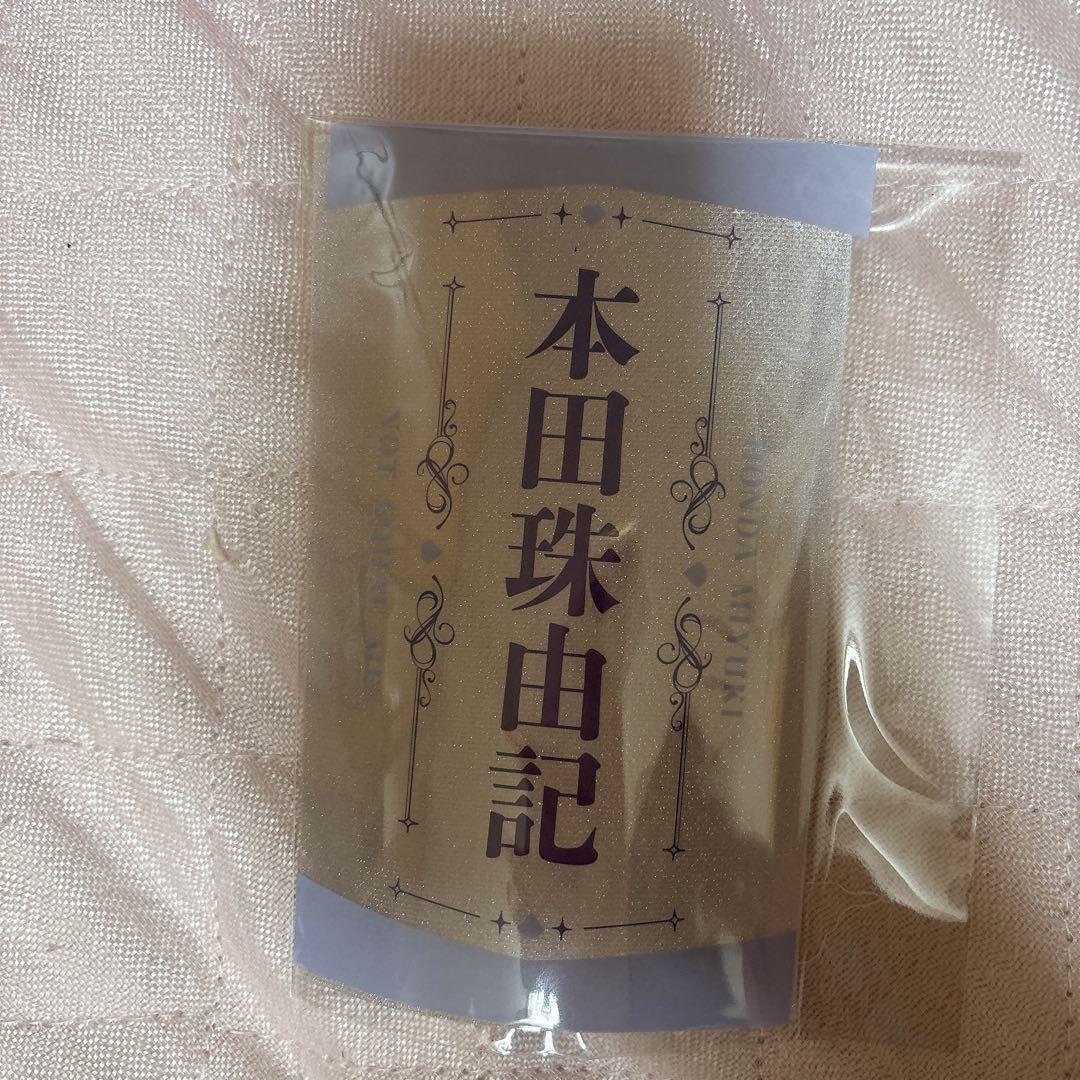 本田珠由記
HONDA MIYUKI
NOT EQUAL ME